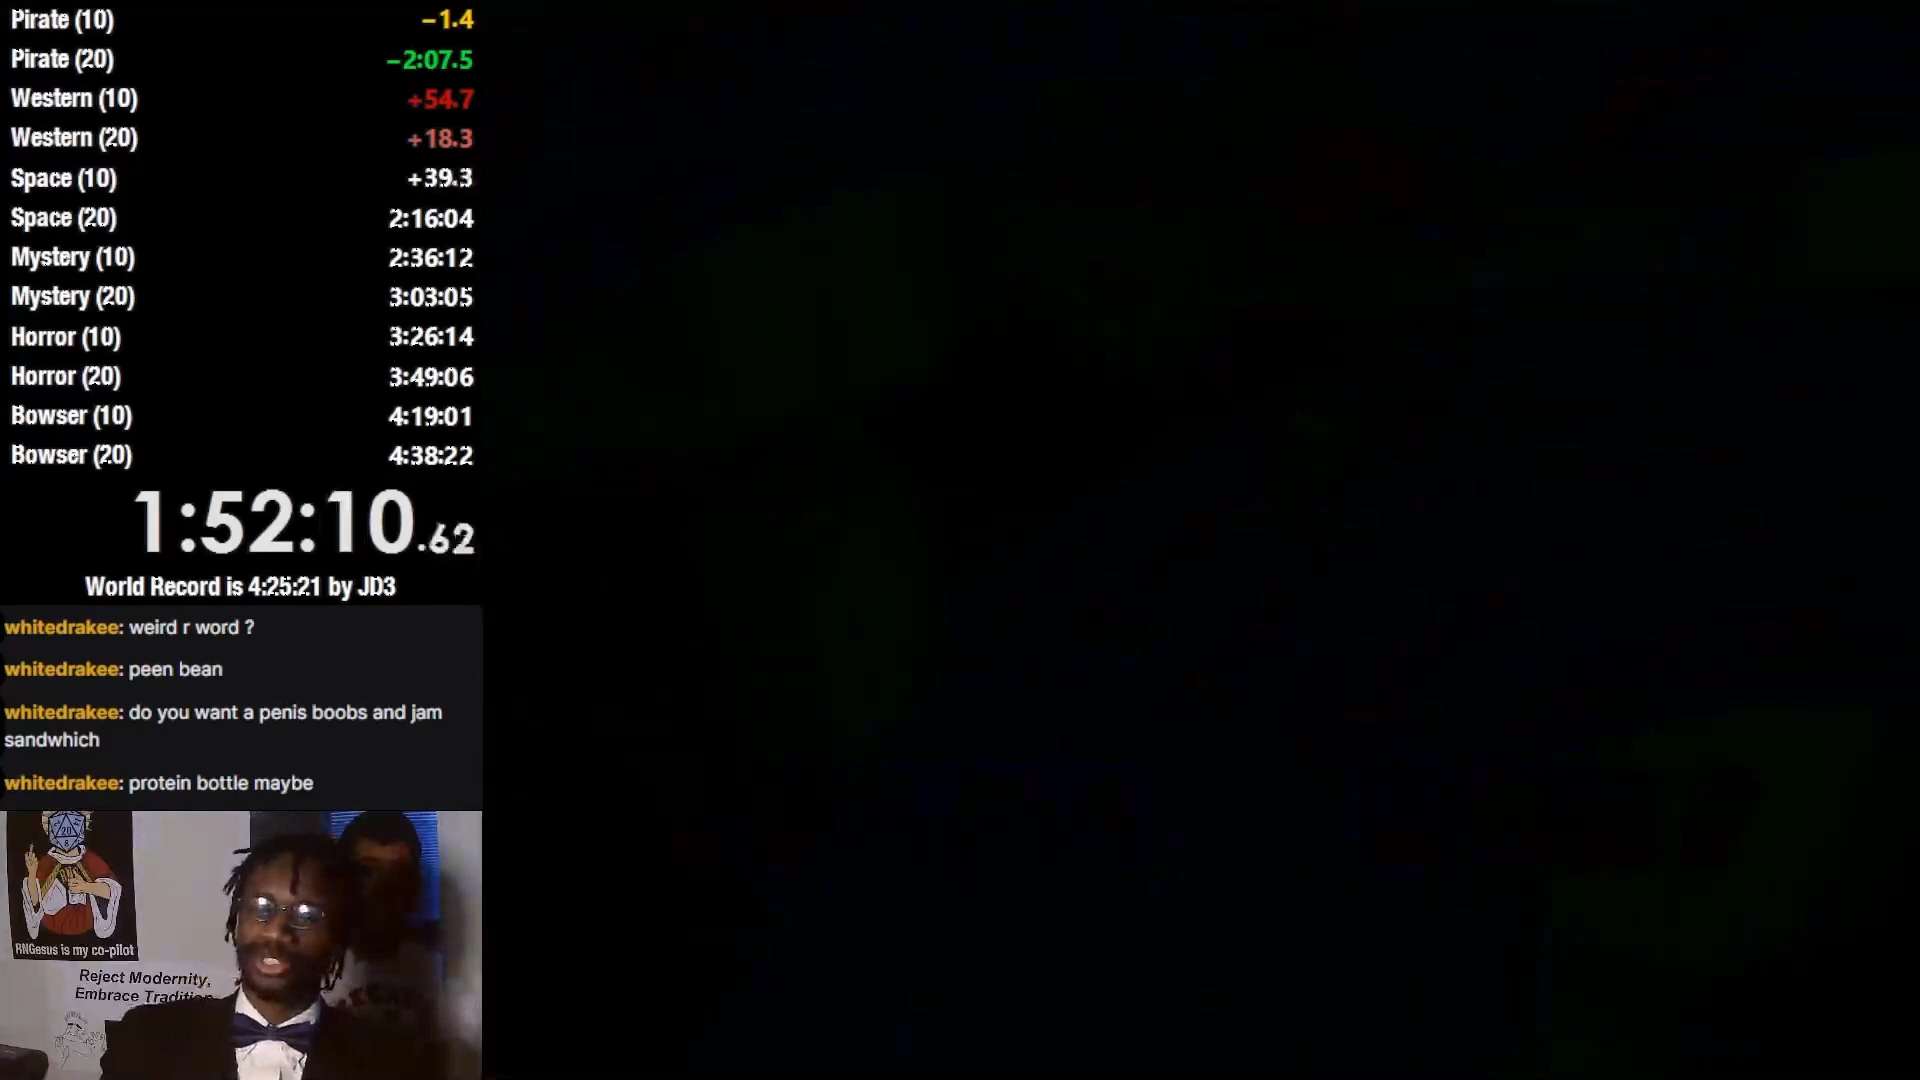 Pirate (10) −1.4
Pirate (20) −2:07.5
Western (10) +54.7
Western (20) +18.3
Space (10) +39.3
Space (20) 2:16:04
Mystery (10) 2:36:12
Mystery (20) 3:03:05
Horror (10) 3:26:14
Horror (20) 3:49:06
Bowser (10) 4:19:01
Bowser (20) 4:38:22
1:52:10.62
World Record is 4:25:21 by JD3
whitedrakee: weird r word ?
whitedrakee: peen bean
whitedrakee: do you want a penis boobs and jam
sandwhich
whitedrakee: protein bottle maybe
20
RNGesus is my co-pilot
Reject Modernity,
Embrace Tradition